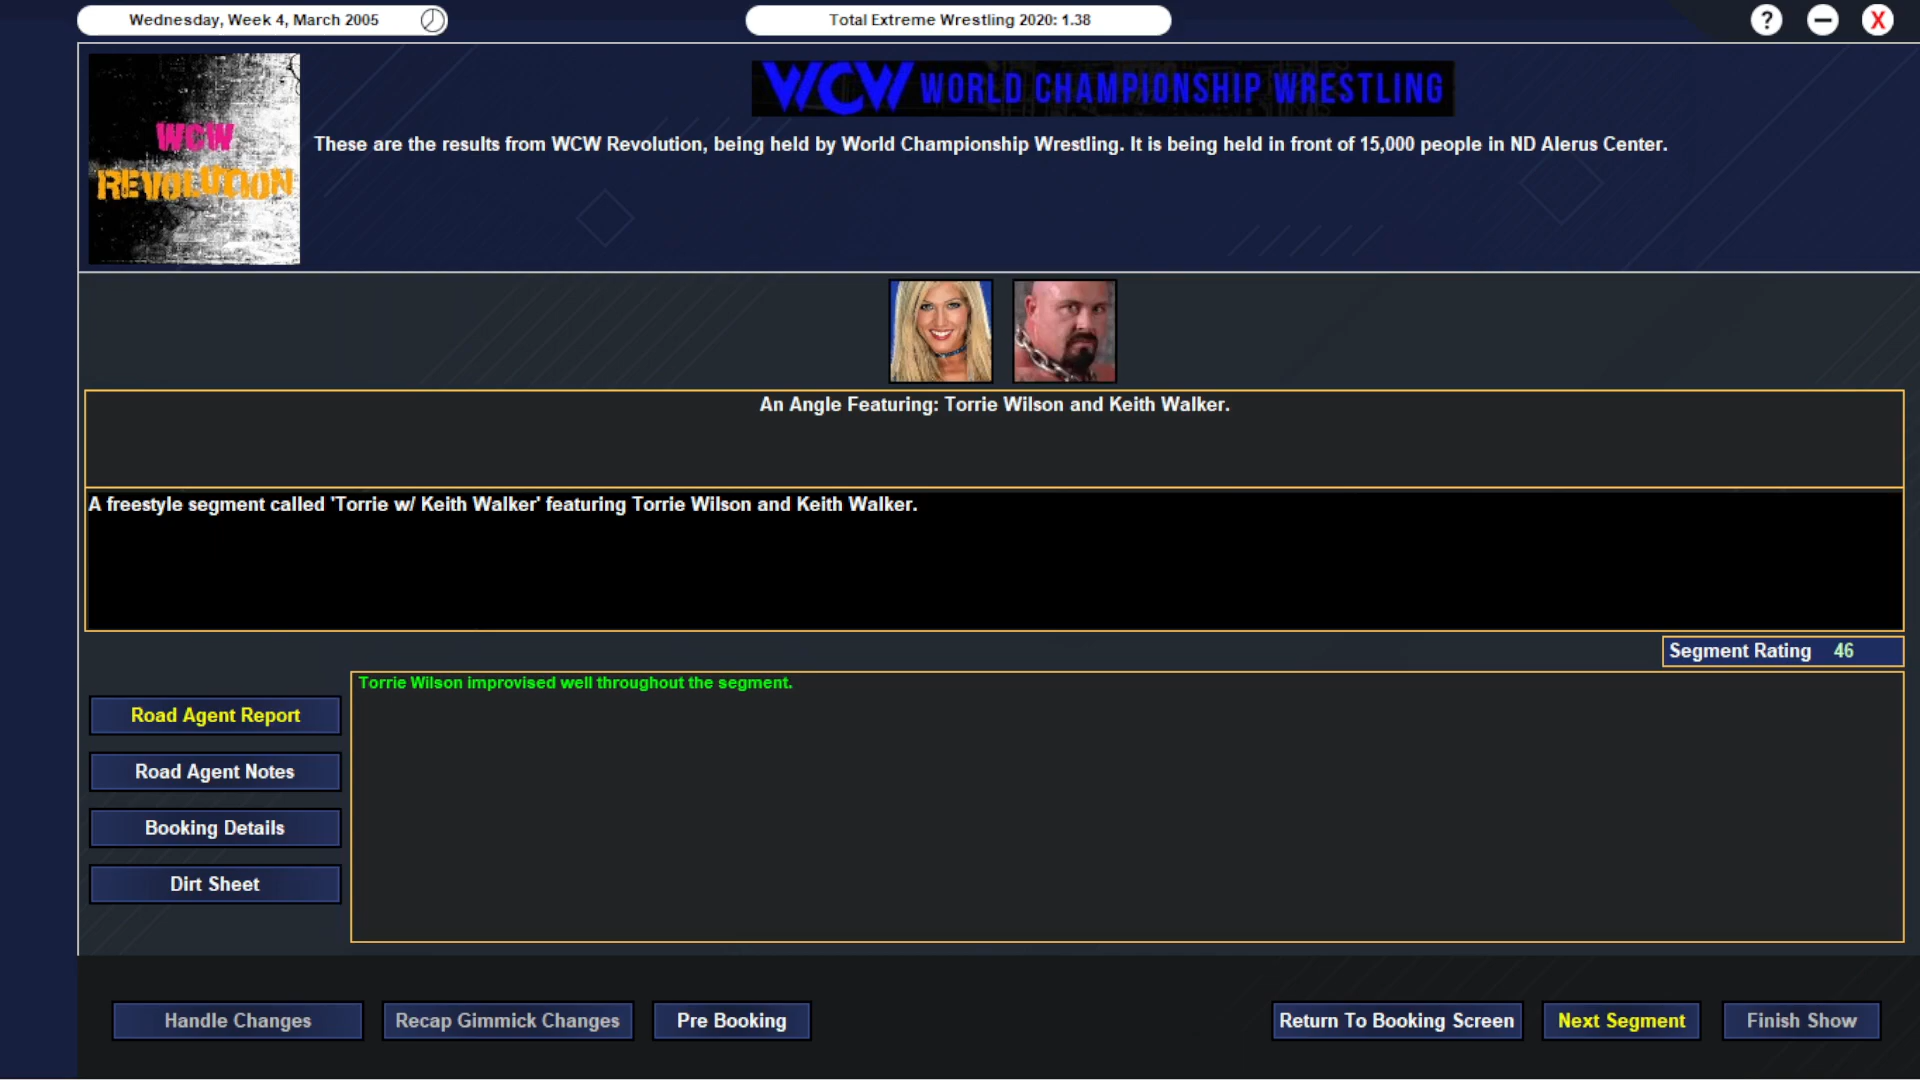 Wednesday, Week 4, March 2005
Total Extreme Wrestling 2020: 1.38
?
X
WCW
REVOLUTION
WCW WORLD CHAMPIONSHIP WRESTLING
These are the results from WCW Revolution, being held by World Championship Wrestling. It is being held in front of 15,000 people in ND Alerus Center.
An Angle Featuring: Torrie Wilson and Keith Walker.
A freestyle segment called 'Torrie w/ Keith Walker' featuring Torrie Wilson and Keith Walker.
Segment Rating 46
Torrie Wilson improvised well throughout the segment.
Road Agent Report
Road Agent Notes
Booking Details
Dirt Sheet
Handle Changes
Recap Gimmick Changes
Pre Booking
Return To Booking Screen
Next Segment
Finish Show